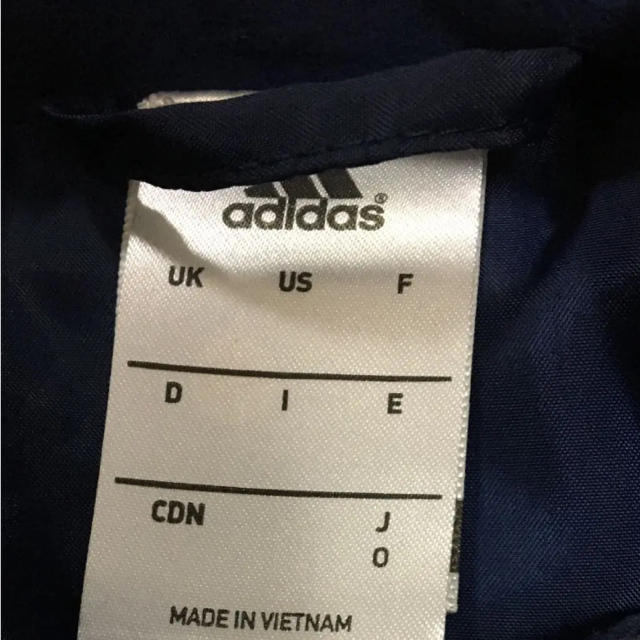 adidas®
UK US F
D I E
CDN J
O
MADE IN VIETNAM